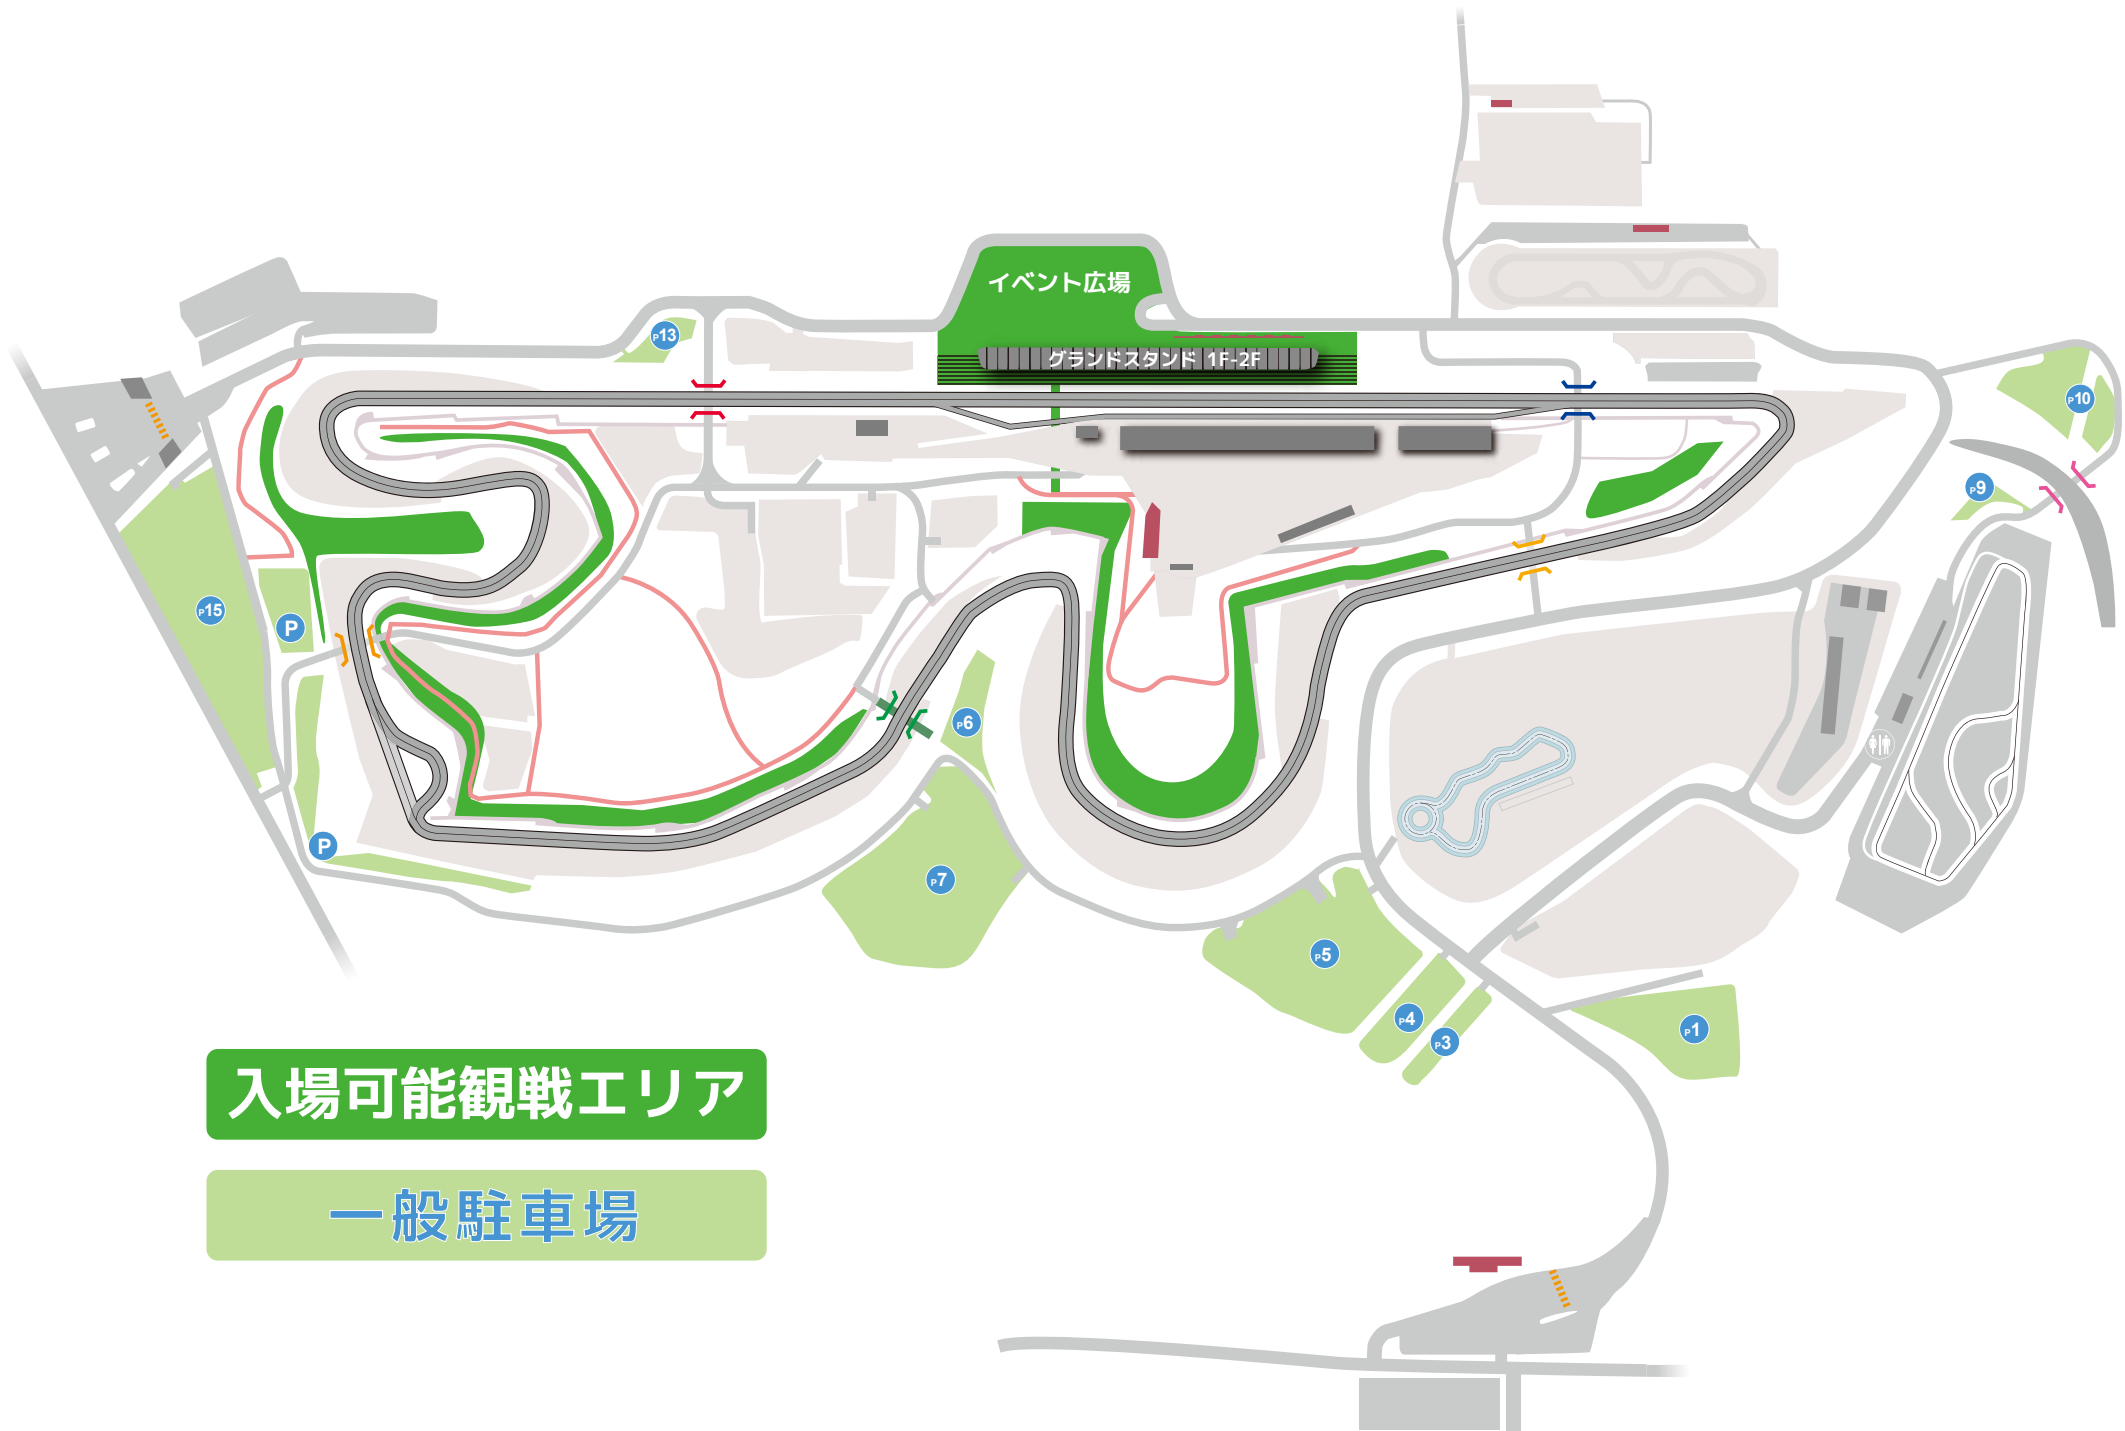 イベント広場
P13
グランドスタンド 1F-2F
P10
P9
P15
P
P6
P
P7
P5
P4
P3
P1
入場可能観戦エリア
一般駐車場